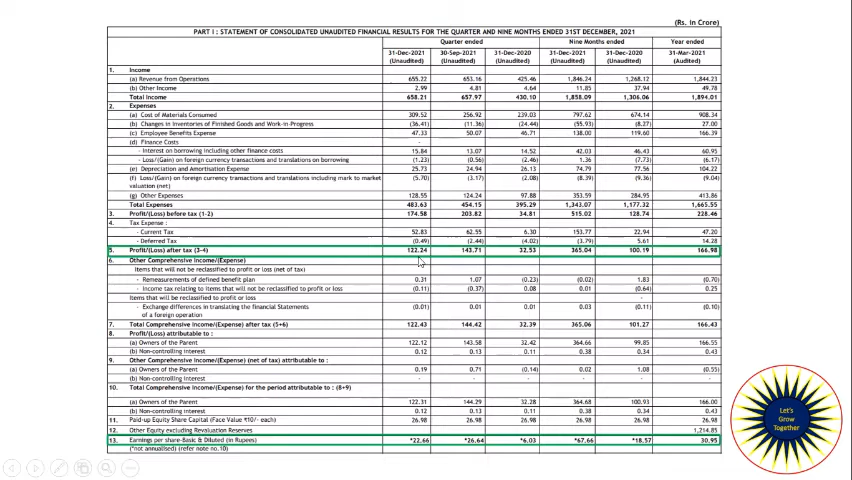 (Rs. in Crore)
PART I : STATEMENT OF CONSOLIDATED UNAUDITED FINANCIAL RESULTS FOR THE QUARTER AND NINE MONTHS ENDED 31ST DECEMBER, 2021
Quarter ended Nine Months ended Year ended
31-Dec-2021 30-Sep-2021 31-Dec-2020 31-Dec-2021 31-Dec-2020 31-Mar-2021
(Unaudited) (Unaudited) (Unaudited) (Unaudited) (Unaudited) (Audited)
1. Income
(a) Revenue from Operations 655.22 653.16 425.46 1,846.24 1,268.12 1,844.23
(b) Other Income 2.99 4.81 4.64 11.85 37.94 49.78
Total Income 658.21 657.97 430.10 1,858.09 1,306.06 1,894.01
2. Expenses
(a) Cost of Materials Consumed 309.52 256.92 239.03 797.62 674.14 908.34
(b) Changes in Inventories of Finished Goods and Work-in-Progress (36.41) (11.36) (24.44) (55.93) (8.27) 27.00
(c) Employee Benefits Expense 47.33 50.07 46.71 138.00 119.60 166.39
(d) Finance Costs -
- Interest on borrowing including other finance costs 15.84 13.07 14.52 42.03 46.43 60.95
- Loss/(Gain) on foreign currency transactions and translations on borrowing (1.23) (0.56) (2.46) 1.36 (7.73) (6.17)
(e) Depreciation and Amortisation Expense 25.73 24.94 26.13 74.79 77.56 104.22
(f) Loss/(Gain) on foreign currency transactions and translations including mark to market (5.70) (3.17) (2.08) (8.39) (9.36) (9.04)
valuation (net)
(g) Other Expenses 128.55 124.24 97.88 353.59 284.95 413.86
Total Expenses 483.63 454.15 395.29 1,343.07 1,177.32 1,665.55
3. Profit/(Loss) before tax (1-2) 174.58 203.82 34.81 515.02 128.74 228.46
4. Tax Expense :
- Current Tax 52.83 62.55 6.30 153.77 22.94 47.20
- Deferred Tax (0.49) (2.44) (4.02) (3.79) 5.61 14.28
5. Profit/(Loss) after tax (3-4) 122.24 143.71 32.53 365.04 100.19 166.98
6. Other Comprehensive Income/(Expense)
Items that will not be reclassified to profit or loss (net of tax)
- Remeasurements of defined benefit plan 0.31 1.07 (0.23) (0.02) 1.83 (0.70)
- Income tax relating to items that will not be reclassified to profit or loss (0.11) (0.37) 0.08 0.01 (0.64) 0.25
Items that will be reclassified to profit or loss -
- Exchange differences in translating the financial Statements (0.01) 0.01 0.01 0.03 (0.11) (0.10)
of a foreign operation
7. Total Comprehensive Income/(Expense) after tax (5+6) 122.43 144.42 32.39 365.06 101.27 166.43
8. Profit/(Loss) attributable to :
(a) Owners of the Parent 122.12 143.58 32.42 364.66 99.85 166.55
(b) Non-controlling interest 0.12 0.13 0.11 0.38 0.34 0.43
9. Other Comprehensive Income/(Expense) (net of tax) attributable to :
(a) Owners of the Parent 0.19 0.71 (0.14) 0.02 1.08 (0.55)
(b) Non-controlling interest - - - - - -
10. Total Comprehensive Income/(Expense) for the period attributable to : (8+9)
(a) Owners of the Parent 122.31 144.29 32.28 364.68 100.93 166.00
(b) Non-controlling interest 0.12 0.13 0.11 0.38 0.34 0.43
11. Paid-up Equity Share Capital (Face Value ₹10/- each) 26.98 26.98 26.98 26.98 26.98 26.98
12. Other Equity excluding Revaluation Reserves 1,214.85
13. Earnings per share-Basic & Diluted (in Rupees) *22.66 *26.64 *6.03 *67.66 *18.57 30.95
(*not annualised) (refer note no.10)
Let's
Grow
Together